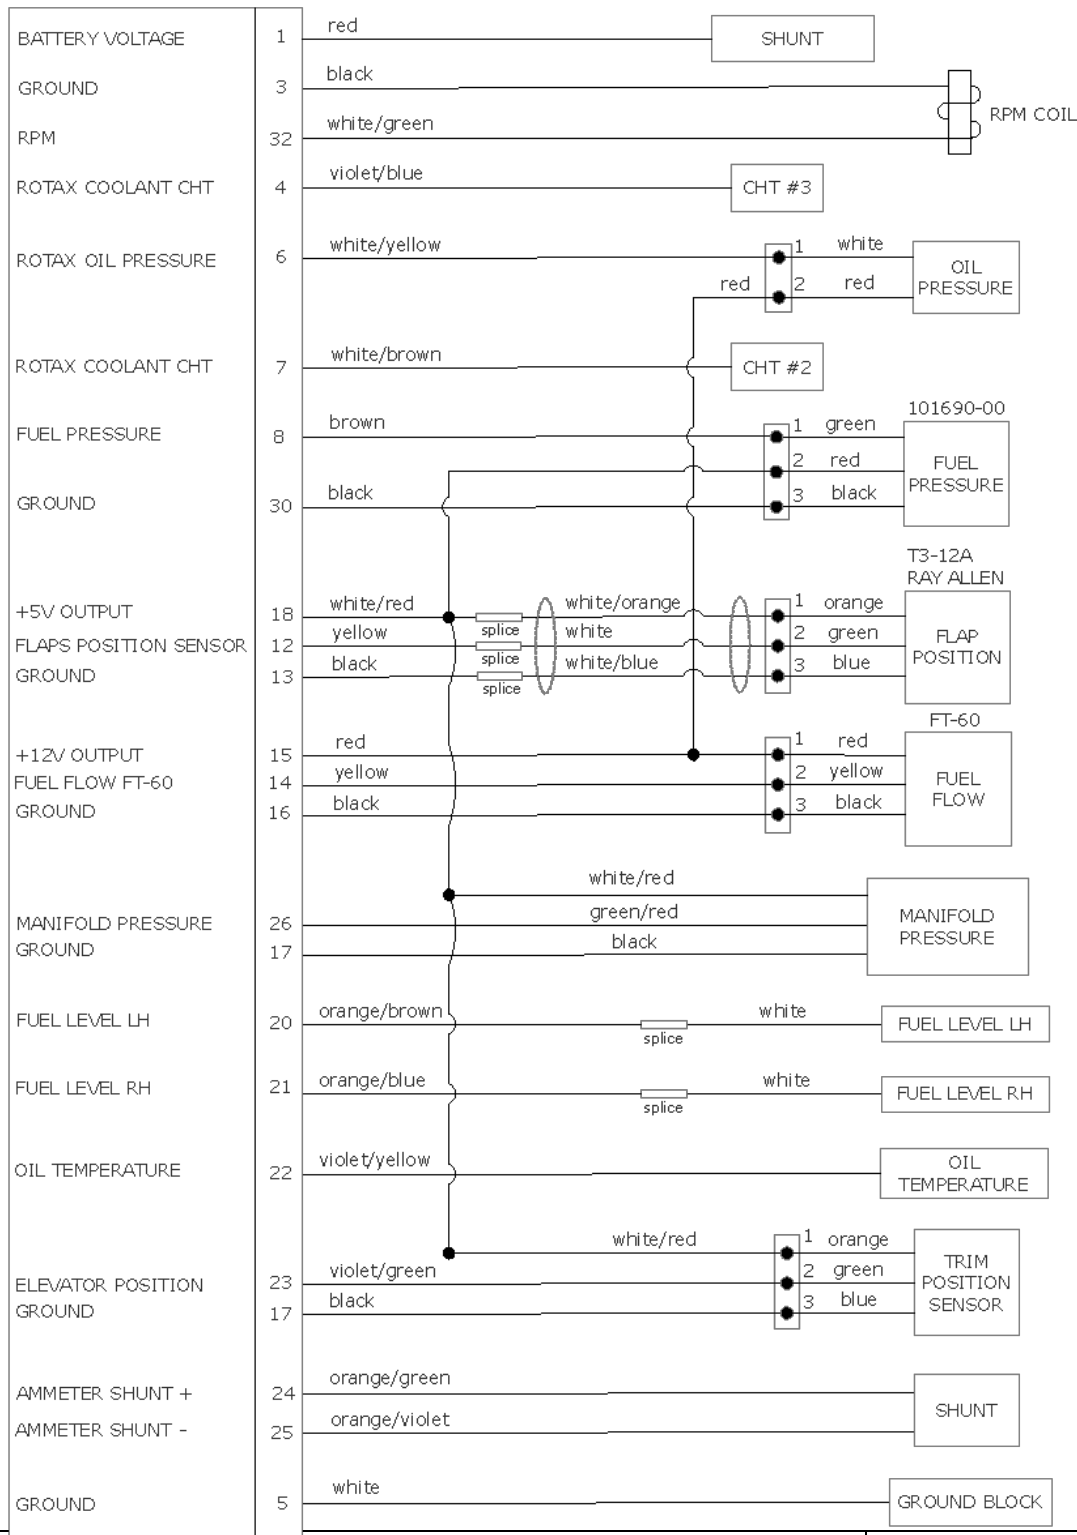 BATTERY VOLTAGE 1 red SHUNT
GROUND 3 black
RPM COIL
RPM 32 white/green
ROTAX COOLANT CHT 4 violet/blue CHT #3
ROTAX OIL PRESSURE 6 white/yellow 1 white
OIL
PRESSURE
red 2 red
ROTAX COOLANT CHT 7 white/brown CHT #2
101690-00
FUEL PRESSURE 8 brown 1 green
2 red
FUEL
PRESSURE
GROUND 30 black 3 black
T3-12A
RAY ALLEN
+5V OUTPUT 18 white/red splice white/orange 1 orange
FLAPS POSITION SENSOR 12 yellow splice white 2 green
FLAP
POSITION
GROUND 13 black splice white/blue 3 blue
FT-60
+12V OUTPUT 15 red 1 red
FUEL FLOW FT-60 14 yellow 2 yellow
FUEL
FLOW
GROUND 16 black 3 black
white/red
MANIFOLD PRESSURE 26 green/red
MANIFOLD
PRESSURE
GROUND 17 black
FUEL LEVEL LH 20 orange/brown splice white FUEL LEVEL LH
FUEL LEVEL RH 21 orange/blue splice white FUEL LEVEL RH
OIL TEMPERATURE 22 violet/yellow
OIL
TEMPERATURE
white/red 1 orange
ELEVATOR POSITION 23 violet/green 2 green
TRIM
POSITION
SENSOR
GROUND 17 black 3 blue
AMMETER SHUNT + 24 orange/green
SHUNT
AMMETER SHUNT - 25 orange/violet
GROUND 5 white GROUND BLOCK